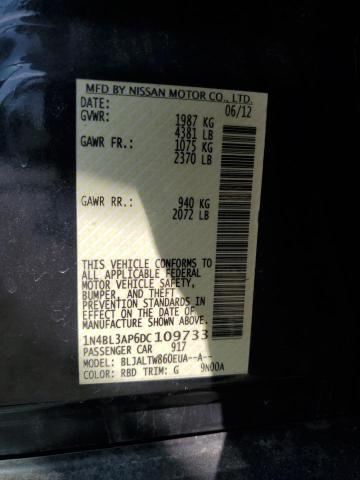 MFD BY NISSAN MOTOR CO., LTD.
DATE: 06/12
GVWR: 1987 KG
4381 LB
GAWR FR.: 1075 KG
2370 LB
GAWR RR.: 940 KG
2072 LB
THIS VEHICLE CONFORMS TO
ALL APPLICABLE FEDERAL
MOTOR VEHICLE SAFETY,
BUMPER, AND THEFT
PREVENTION STANDARDS IN
EFFECT ON THE DATE OF
MANUFACTURE SHOWN ABOVE.
1N4BL3AP6DC109733
PASSENGER CAR 917
MODEL: BLJALTW860EUA--A--
COLOR: RBD TRIM: G 9N00A